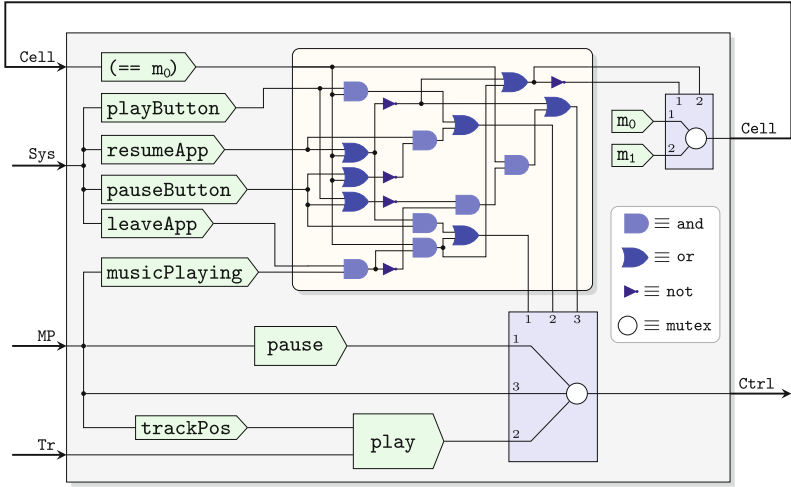 Cell
(== m₀)
playButton
Sys
resumeApp
pauseButton
leaveApp
musicPlaying
1 2
m₀
1
m₁
2
Cell
≡ and
≡ or
≡ not
≡ mutex
1 2 3
MP
pause
1
3
Ctrl
trackPos
play
2
Tr